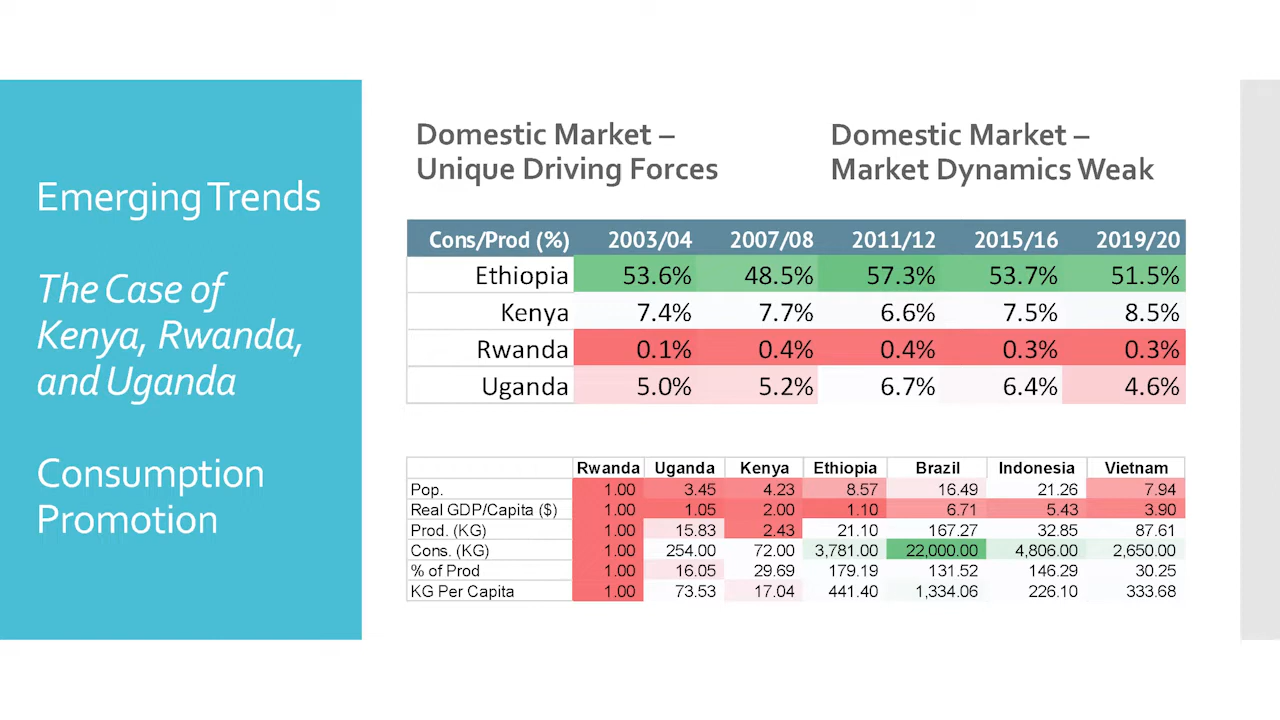 Emerging Trends
The Case of
Kenya, Rwanda,
and Uganda
Consumption
Promotion
Domestic Market –
Unique Driving Forces
Domestic Market –
Market Dynamics Weak
Cons/Prod (%) 2003/04 2007/08 2011/12 2015/16 2019/20
Ethiopia 53.6% 48.5% 57.3% 53.7% 51.5%
Kenya 7.4% 7.7% 6.6% 7.5% 8.5%
Rwanda 0.1% 0.4% 0.4% 0.3% 0.3%
Uganda 5.0% 5.2% 6.7% 6.4% 4.6%
Rwanda Uganda Kenya Ethiopia Brazil Indonesia Vietnam
Pop. 1.00 3.45 4.23 8.57 16.49 21.26 7.94
Real GDP/Capita ($) 1.00 1.05 2.00 1.10 6.71 5.43 3.90
Prod. (KG) 1.00 15.83 2.43 21.10 167.27 32.85 87.61
Cons. (KG) 1.00 254.00 72.00 3,781.00 22,000.00 4,806.00 2,650.00
% of Prod 1.00 16.05 29.69 179.19 131.52 146.29 30.25
KG Per Capita 1.00 73.53 17.04 441.40 1,334.06 226.10 333.68